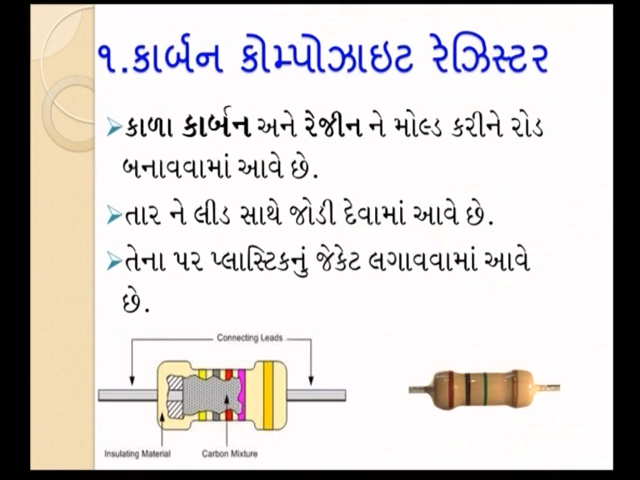 ૧.કાર્બન કોમ્પોઝાઇટ રેઝિસ્ટર
કાળા કાર્બન અને રેજીન ને મોલ્ડ કરીને રોડ
બનાવવામાં આવે છે.
તાર ને લીડ સાથે જોડી દેવામાં આવે છે.
તેના પર પ્લાસ્ટિકનું જેકેટ લગાવવામાં આવે
છે.
Connecting Leads
Insulating Material
Carbon Mixture